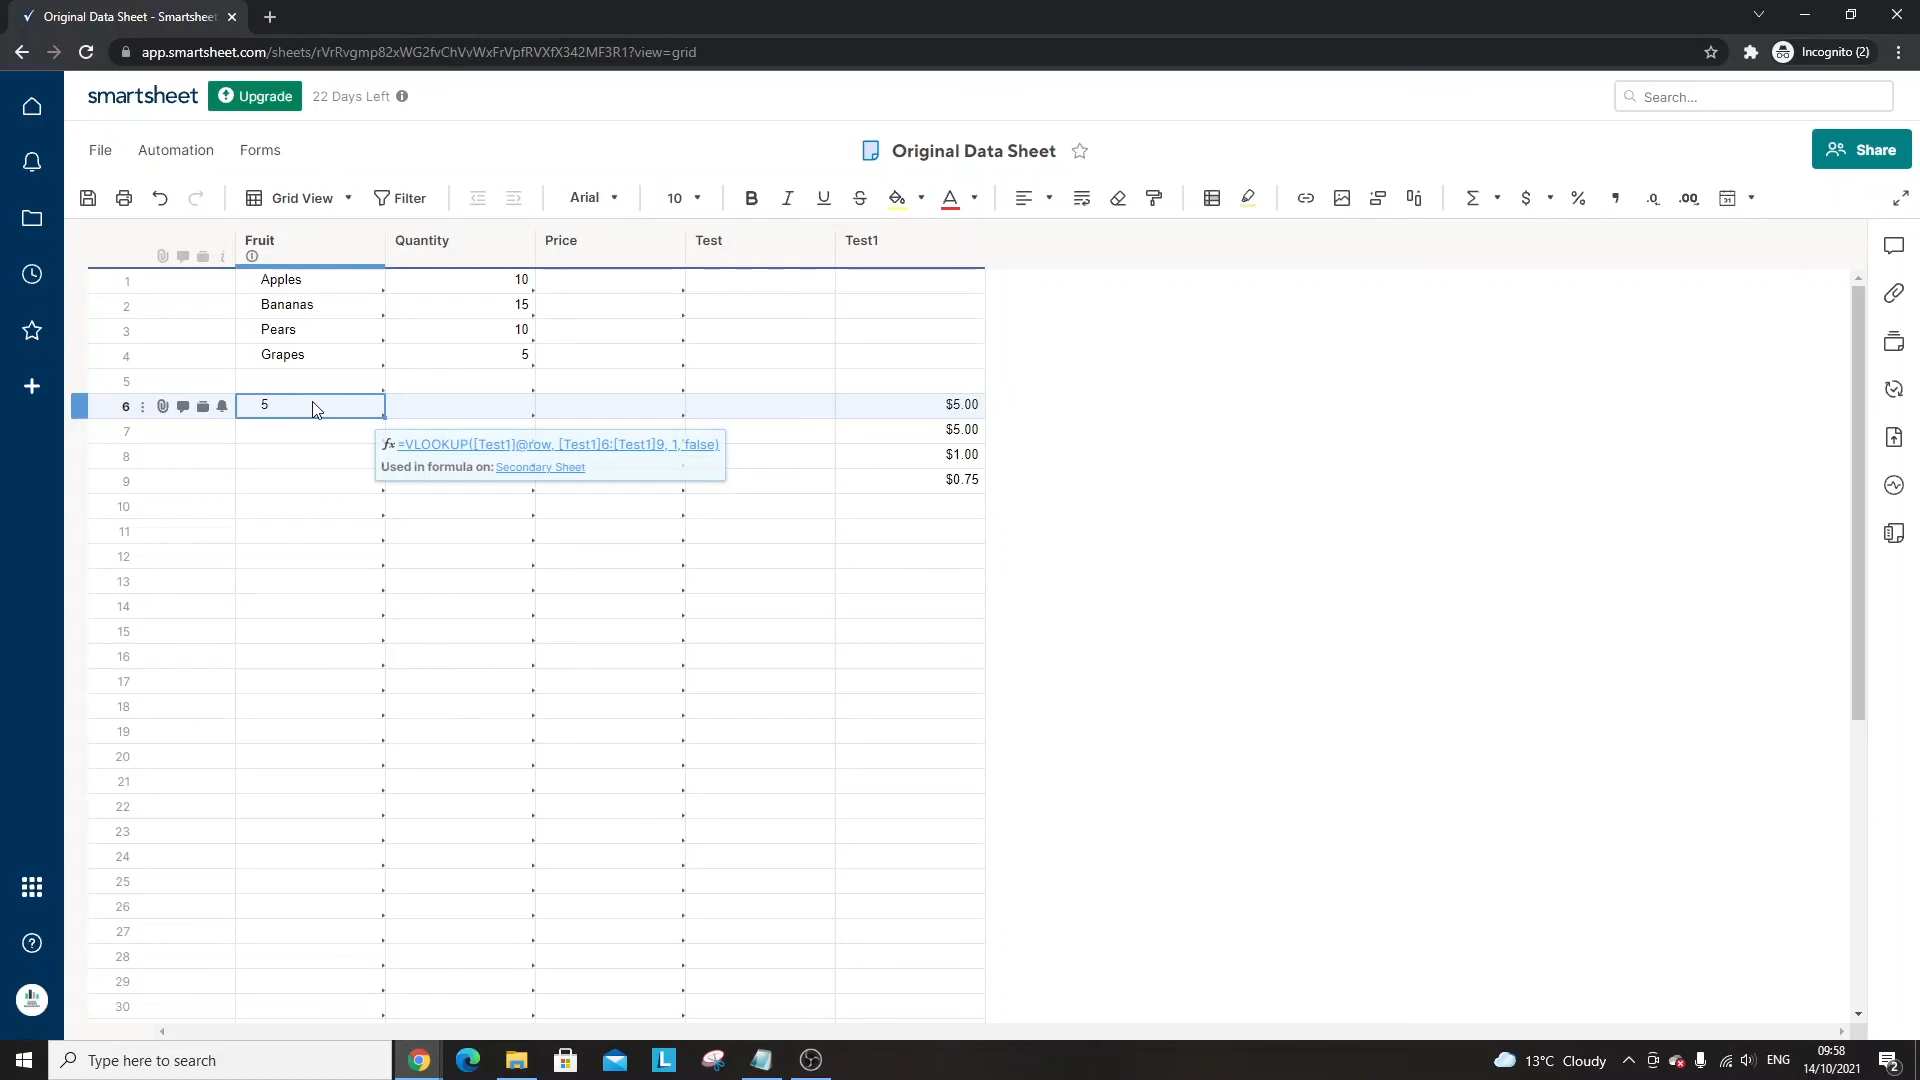 Original Data Sheet - Smartsheet
app.smartsheet.com/sheets/rVrRvgmp82xWG2fvChVvWxFrVpfRVXfX342MF3R1?view=grid
Incognito (2)
smartsheet
Upgrade
22 Days Left
Search...
File
Automation
Forms
Original Data Sheet
Share
Grid View
Filter
Arial
10
Fruit
Quantity
Price
Test
Test1
1 Apples 10
2 Bananas 15
3 Pears 10
4 Grapes 5
5
6 5 $5.00
7 $5.00
=VLOOKUP([Test1]@row, [Test1]6:[Test1]9, 1, false)
8 $1.00
Used in formula on: Secondary Sheet
9 $0.75
10
11
12
13
14
15
16
17
18
19
20
21
22
23
24
25
26
27
28
29
30
Type here to search
13°C Cloudy
ENG
09:58
14/10/2021
2